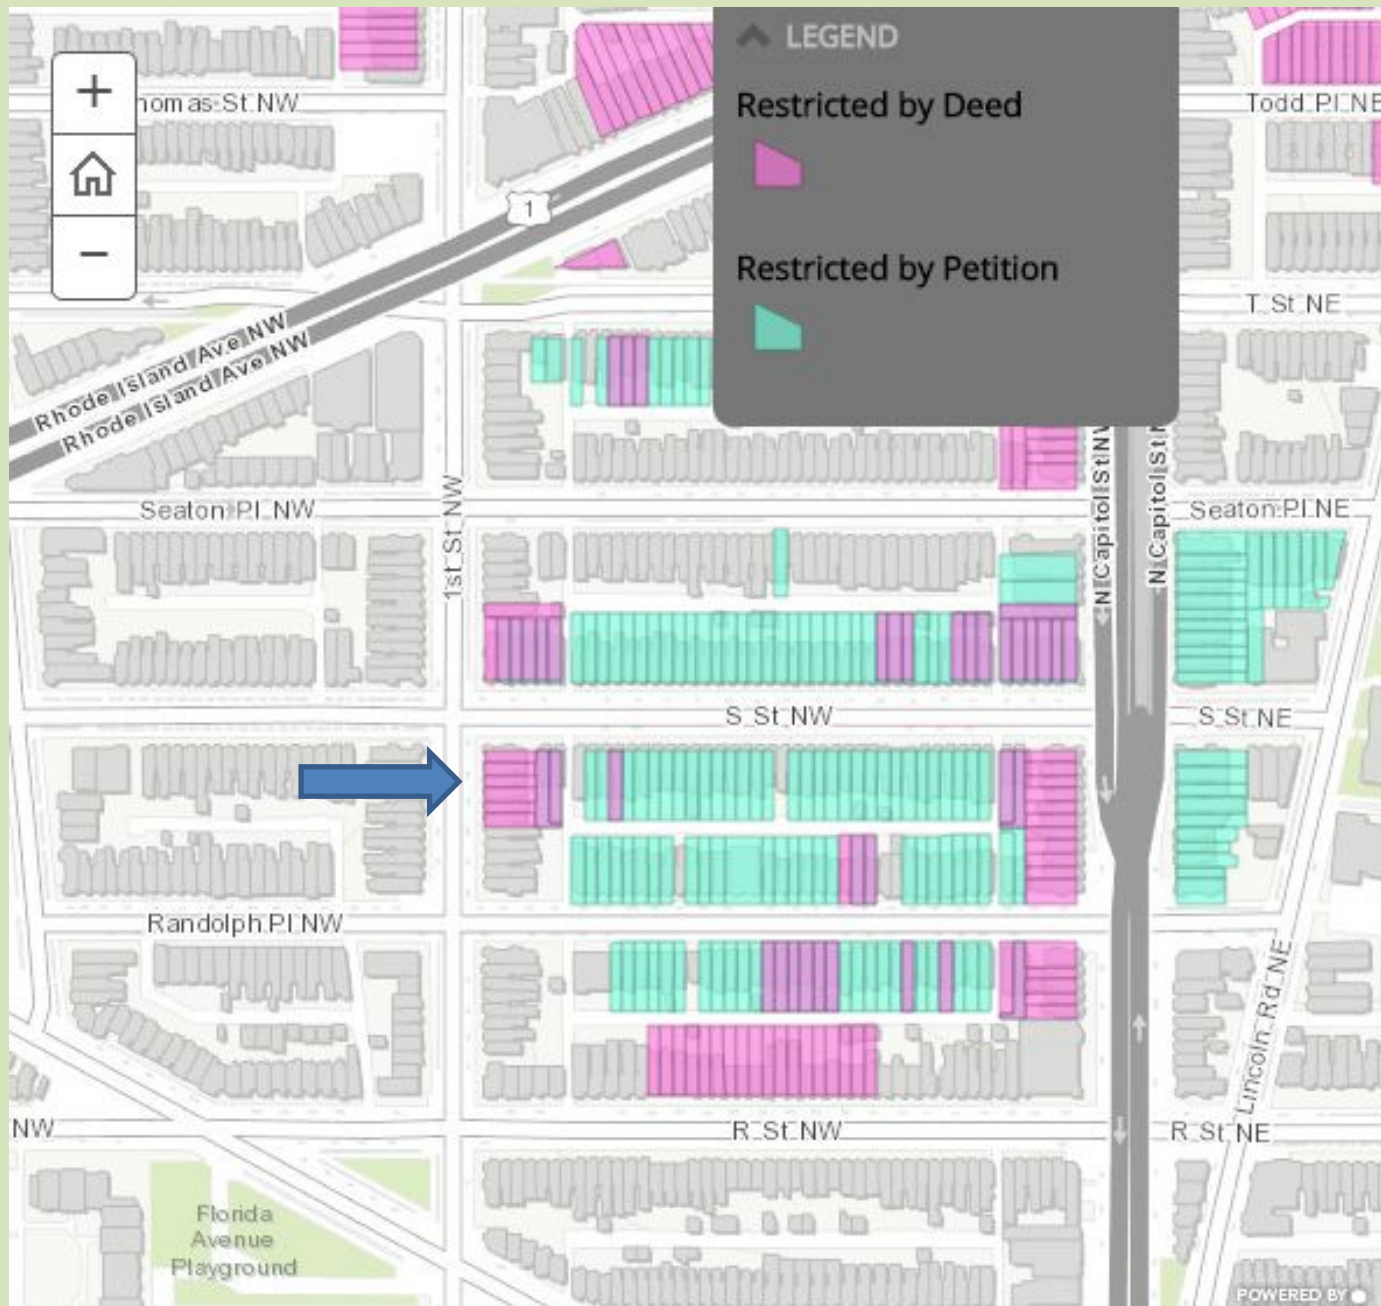 LEGEND
Restricted by Deed
Restricted by Petition
+
−
homas St NW
Todd Pl NE
1
T St NE
Rhode Island Ave NW
Rhode Island Ave NW
Seaton Pl NW
1st St NW
N Capitol St NW
N Capitol St N
Seaton Pl NE
S St NW
S St NE
Randolph Pl NW
Lincoln Rd NE
NW
R St NW
R St NE
Florida
Avenue
Playground
POWERED BY